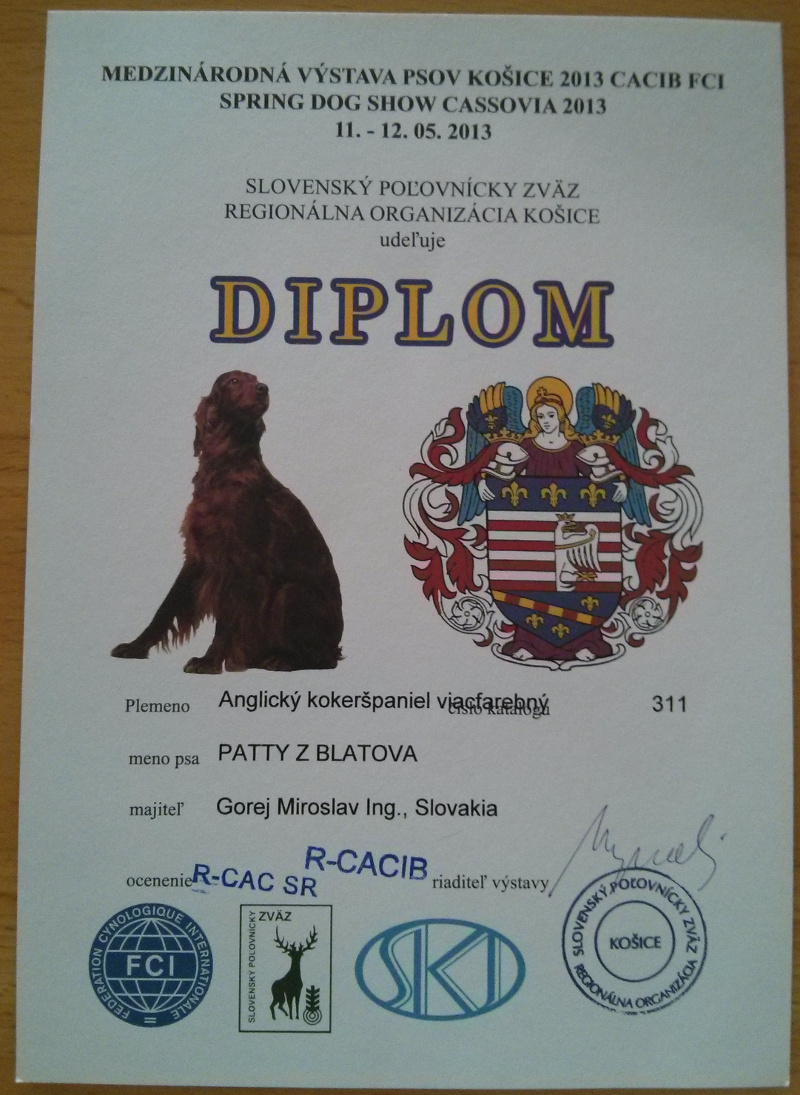 MEDZINÁRODNÁ VÝSTAVA PSOV KOŠICE 2013 CACIB FCI
SPRING DOG SHOW CASSOVIA 2013
11. - 12. 05. 2013
SLOVENSKÝ POĽOVNÍCKY ZVÄZ
REGIONÁLNA ORGANIZÁCIA KOŠICE
udeľuje
DIPLOM
Plemeno Anglický kokeršpaniel viacfarebný číslo katalógu 311
meno psa PATTY Z BLATOVA
majiteľ Gorej Miroslav Ing., Slovakia
ocenenie R-CAC SR R-CACIB riaditeľ výstavy
FEDERATION CYNOLOGIQUE INTERNATIONALE
FCI
SLOVENSKÝ POĽOVNÍCKY
ZVÄZ
SKJ
SLOVENSKÝ POĽOVNÍCKY ZVÄZ
KOŠICE
REGIONÁLNA ORGANIZÁCIA